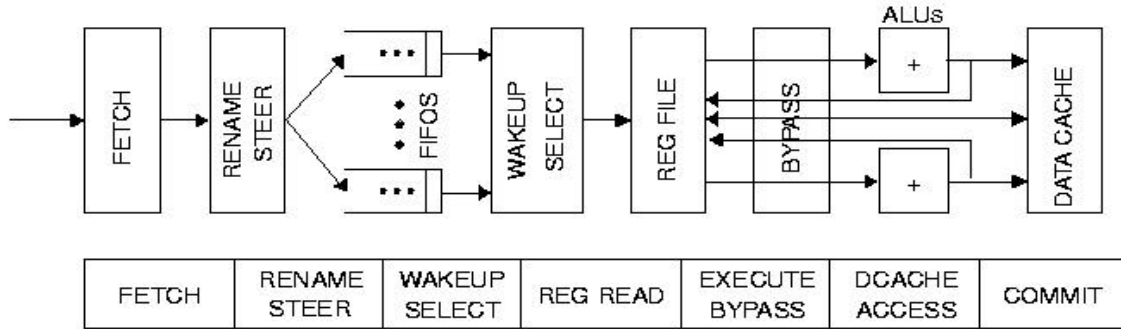 ALUs
FETCH
RENAME
STEER
•••
•••
FIFOS
WAKEUP
SELECT
REG FILE
BYPASS
+
+
DATA CACHE
FETCH
RENAME
STEER
WAKEUP
SELECT
REG READ
EXECUTE
BYPASS
DCACHE
ACCESS
COMMIT